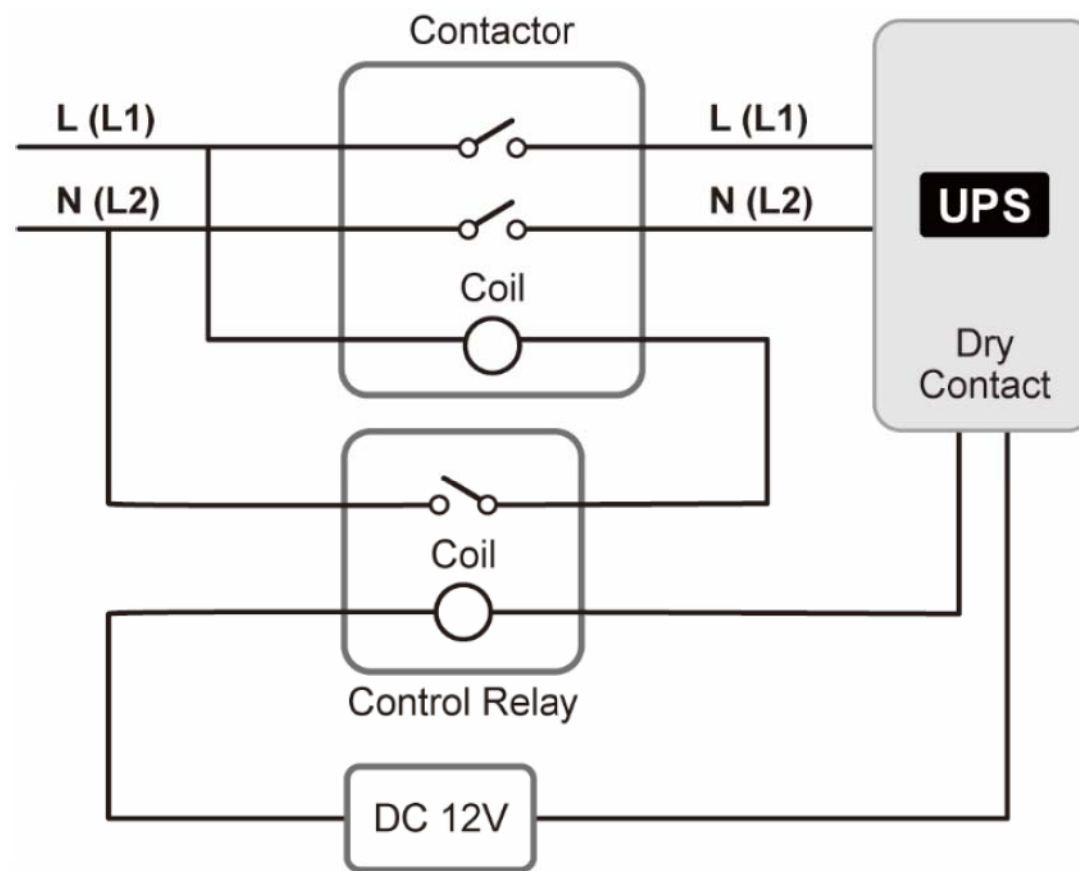 Contactor
L (L1)
L (L1)
N (L2)
N (L2)
UPS
Coil
Dry
Contact
Coil
Control Relay
DC 12V